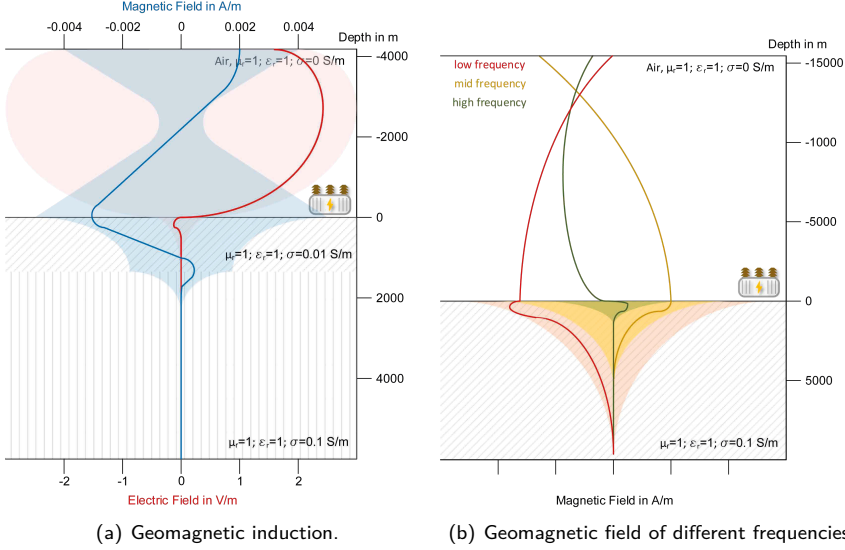 Magnetic Field in A/m
-0.004 -0.002 0 0.002 0.004
Depth in m
Air, μᵣ=1; εᵣ=1; σ=0 S/m
-4000
-2000
0
μᵣ=1; εᵣ=1; σ=0.01 S/m
2000
4000
μᵣ=1; εᵣ=1; σ=0.1 S/m
-2 -1 0 1 2
Electric Field in V/m
(a) Geomagnetic induction.
Depth in m
low frequency
mid frequency
high frequency
Air, μᵣ=1; εᵣ=1; σ=0 S/m
-15000
-1000
-5000
0
5000
μᵣ=1; εᵣ=1; σ=0.1 S/m
Magnetic Field in A/m
(b) Geomagnetic field of different frequencies